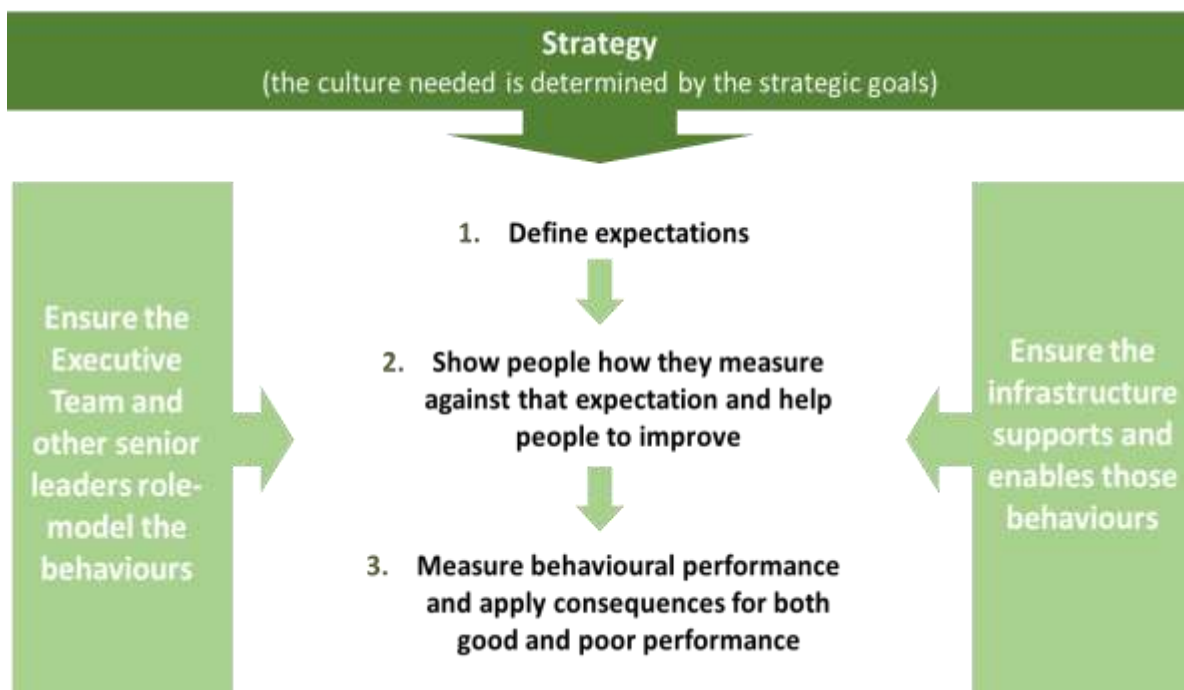 Strategy
(the culture needed is determined by the strategic goals)
Ensure the
Executive
Team and
other senior
leaders role-
model the
behaviours
1. Define expectations
2. Show people how they measure
against that expectation and help
people to improve
3. Measure behavioural performance
and apply consequences for both
good and poor performance
Ensure the
infrastructure
supports and
enables those
behaviours